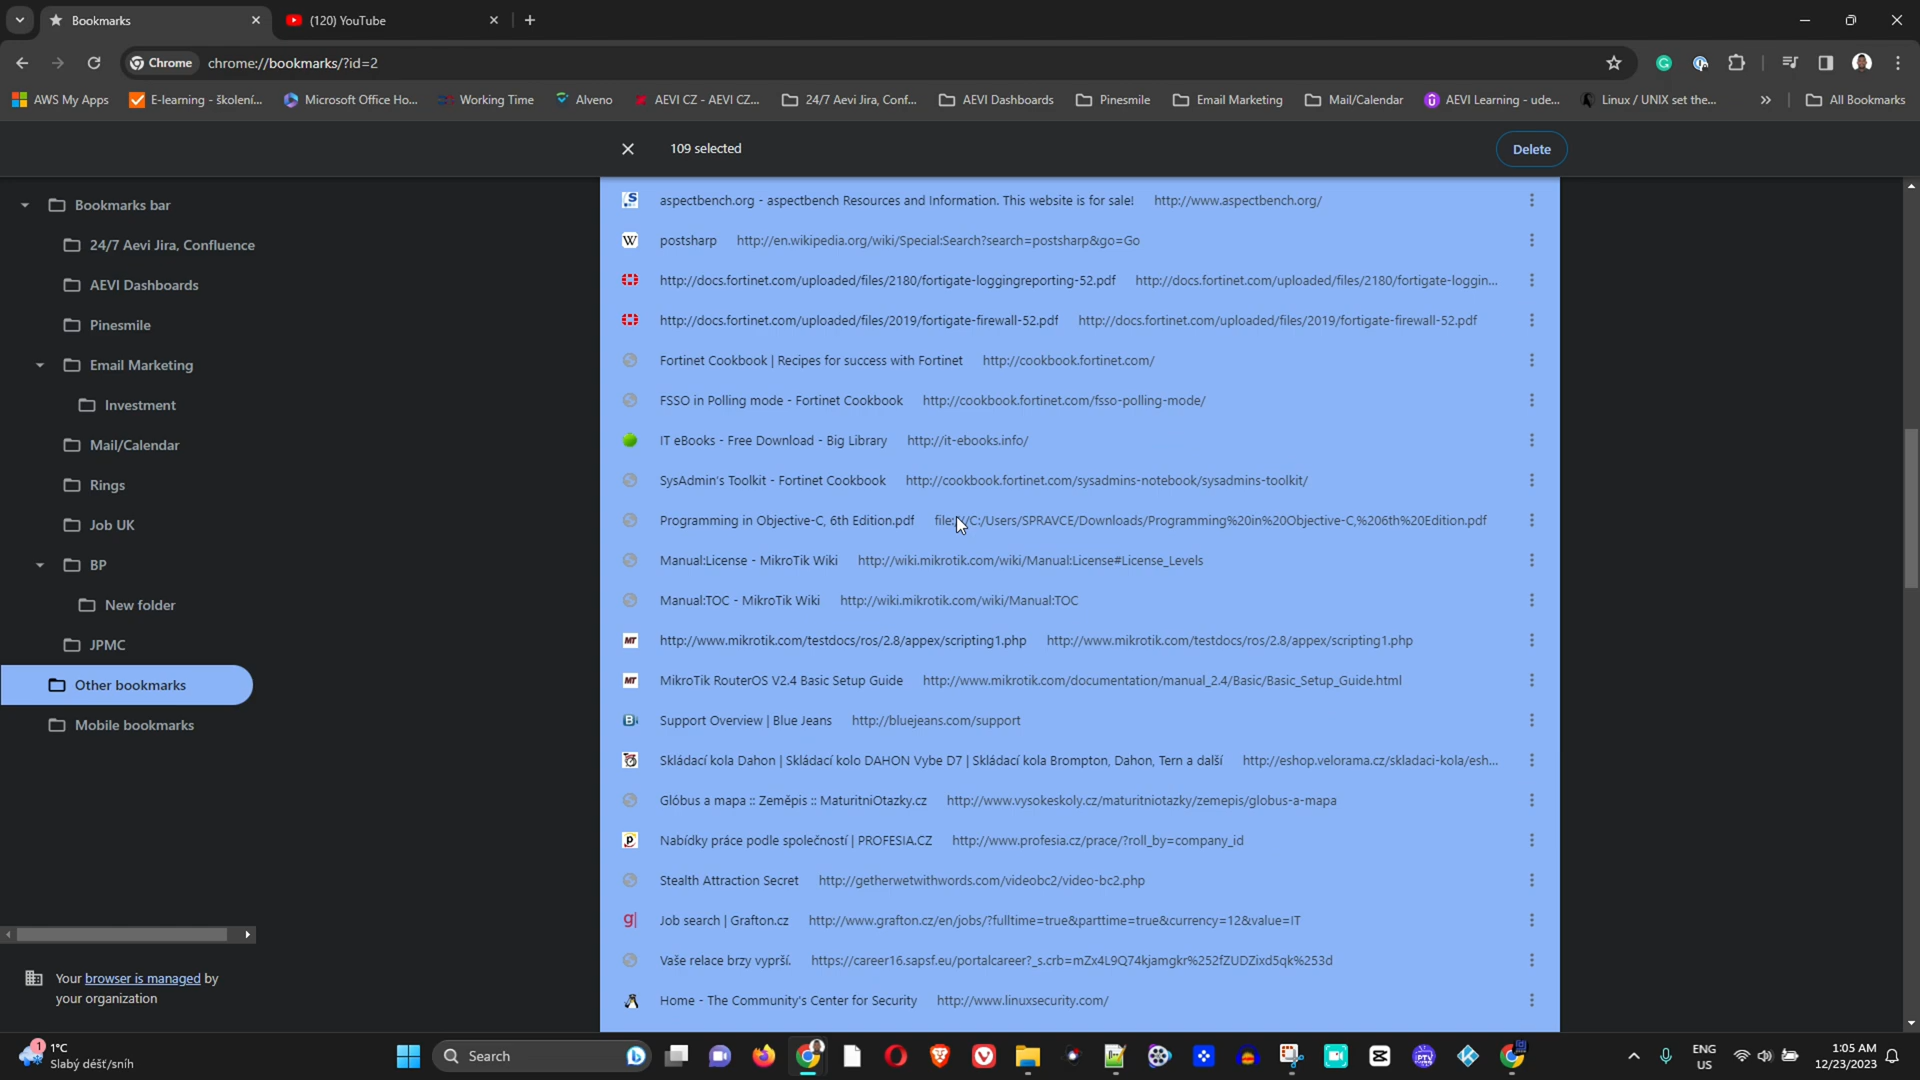 Bookmarks
(120) YouTube
Chrome
chrome://bookmarks/?id=2
AWS My Apps
E-learning - školení...
Microsoft Office Ho...
Working Time
Alveno
AEVI CZ - AEVI CZ...
24/7 Aevi Jira, Conf...
AEVI Dashboards
Pinesmile
Email Marketing
Mail/Calendar
AEVI Learning - ude...
Linux / UNIX set the...
»
All Bookmarks
109 selected
Delete
Bookmarks bar
24/7 Aevi Jira, Confluence
AEVI Dashboards
Pinesmile
Email Marketing
Investment
Mail/Calendar
Rings
Job UK
BP
New folder
JPMC
Other bookmarks
Mobile bookmarks
Your browser is managed by
your organization
aspectbench.org - aspectbench Resources and Information. This website is for sale! http://www.aspectbench.org/
postsharp http://en.wikipedia.org/wiki/Special:Search?search=postsharp&go=Go
http://docs.fortinet.com/uploaded/files/2180/fortigate-loggingreporting-52.pdf http://docs.fortinet.com/uploaded/files/2180/fortigate-loggin...
http://docs.fortinet.com/uploaded/files/2019/fortigate-firewall-52.pdf http://docs.fortinet.com/uploaded/files/2019/fortigate-firewall-52.pdf
Fortinet Cookbook | Recipes for success with Fortinet http://cookbook.fortinet.com/
FSSO in Polling mode - Fortinet Cookbook http://cookbook.fortinet.com/fsso-polling-mode/
IT eBooks - Free Download - Big Library http://it-ebooks.info/
SysAdmin's Toolkit - Fortinet Cookbook http://cookbook.fortinet.com/sysadmins-notebook/sysadmins-toolkit/
Programming in Objective-C, 6th Edition.pdf file:///C:/Users/SPRAVCE/Downloads/Programming%20in%20Objective-C,%206th%20Edition.pdf
Manual:License - MikroTik Wiki http://wiki.mikrotik.com/wiki/Manual:License#License_Levels
Manual:TOC - MikroTik Wiki http://wiki.mikrotik.com/wiki/Manual:TOC
http://www.mikrotik.com/testdocs/ros/2.8/appex/scripting1.php http://www.mikrotik.com/testdocs/ros/2.8/appex/scripting1.php
MikroTik RouterOS V2.4 Basic Setup Guide http://www.mikrotik.com/documentation/manual_2.4/Basic/Basic_Setup_Guide.html
Support Overview | Blue Jeans http://bluejeans.com/support
Skládací kola Dahon | Skládací kolo DAHON Vybe D7 | Skládací kola Brompton, Dahon, Tern a další http://eshop.velorama.cz/skladaci-kola/esh...
Glóbus a mapa :: Zeměpis :: MaturitniOtazky.cz http://www.vysokeskoly.cz/maturitniotazky/zemepis/globus-a-mapa
Nabídky práce podle společností | PROFESIA.CZ http://www.profesia.cz/prace/?roll_by=company_id
Stealth Attraction Secret http://getherwetwithwords.com/videobc2/video-bc2.php
Job search | Grafton.cz http://www.grafton.cz/en/jobs/?fulltime=true&parttime=true&currency=12&value=IT
Vaše relace brzy vyprší. https://career16.sapsf.eu/portalcareer?_s.crb=mZx4L9Q74kjamgkr%252fZUDZixd5qk%253d
Home - The Community's Center for Security http://www.linuxsecurity.com/
1
1°C
Slabý déšť/sníh
Search
ENG
US
1:05 AM
12/23/2023